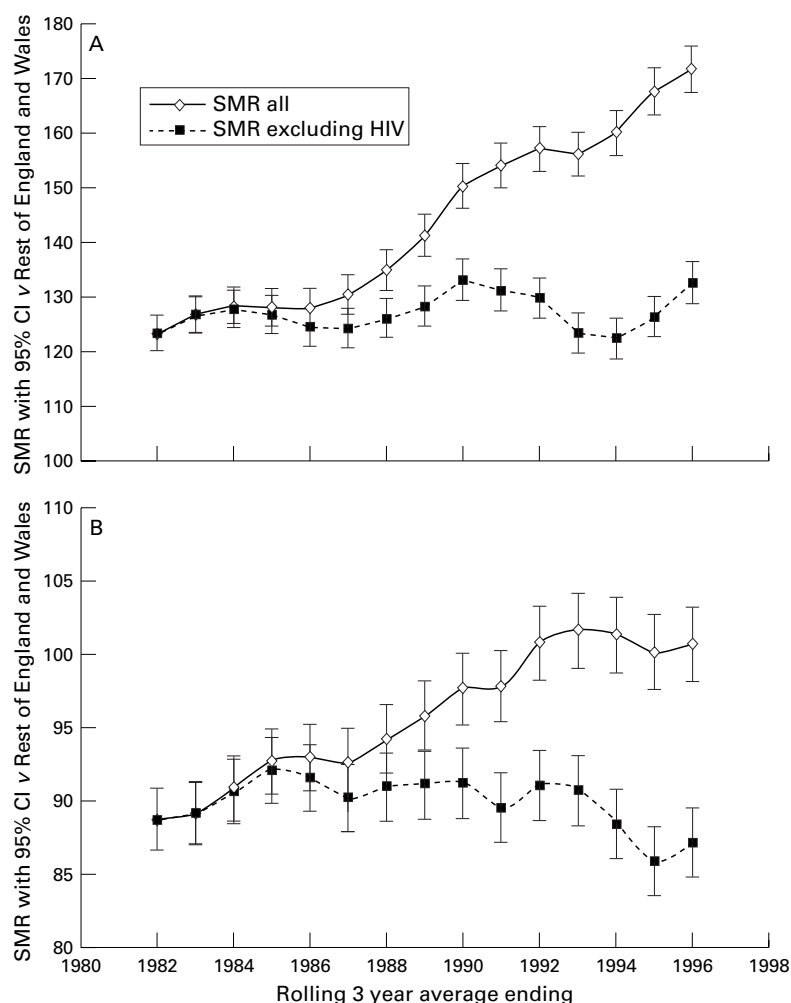 A
SMR with 95% CI v Rest of England and Wales
180
170
160
150
140
130
120
110
100
SMR all
SMR excluding HIV
B
SMR with 95% CI v Rest of England and Wales
110
105
100
95
90
85
80
1980 1982 1984 1986 1988 1990 1992 1994 1996 1998
Rolling 3 year average ending